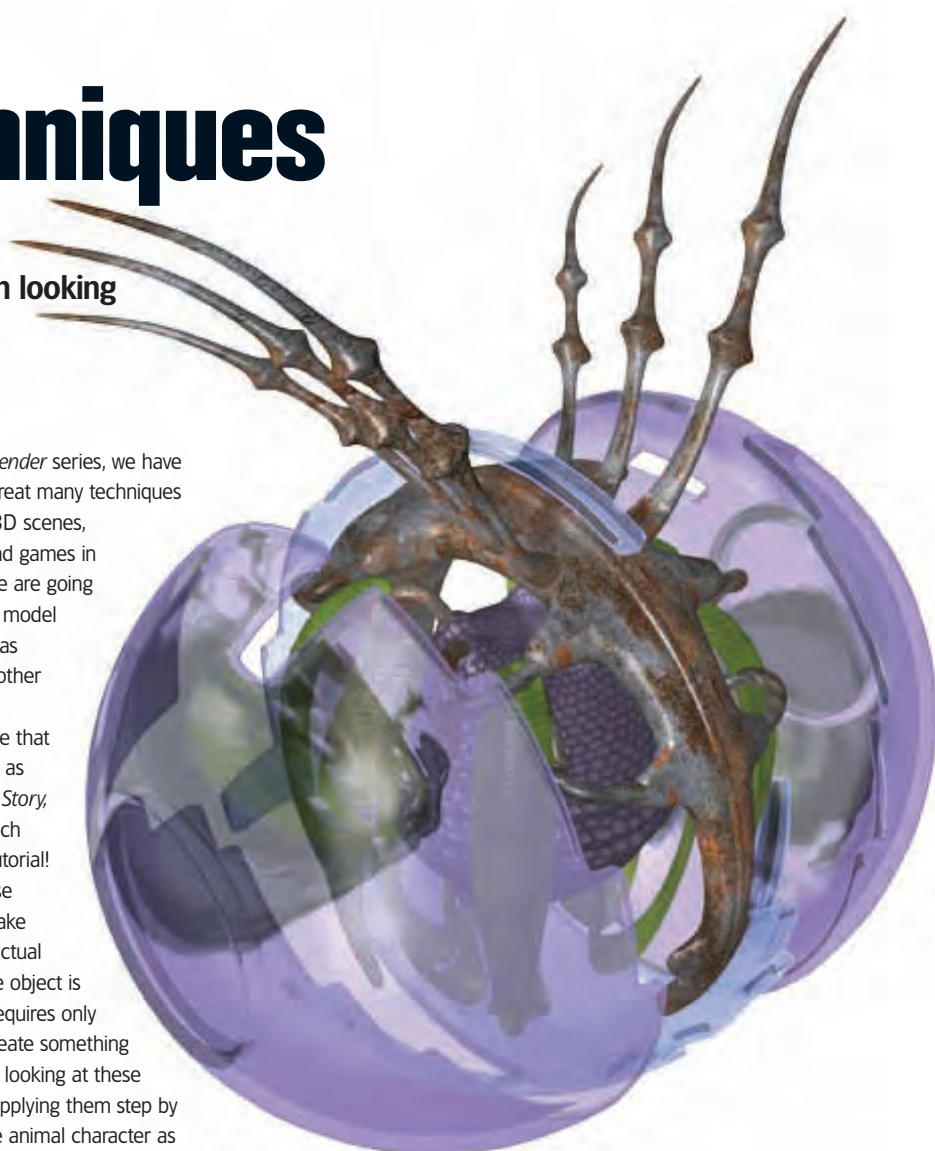 nniques
n looking
ender series, we have
reat many techniques
3D scenes,
nd games in
e are going
model
as
other
e that
as
Story,
ch
utorial!
se
ake
ctual
e object is
equires only
eate something
looking at these
pplying them step by
e animal character as